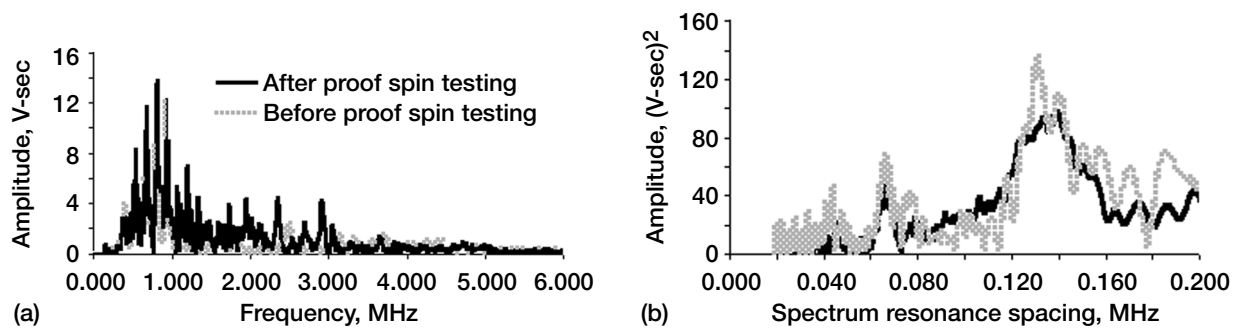 Amplitude, V-sec
16
12
8
4
0
0.000 1.000 2.000 3.000 4.000 5.000 6.000
Frequency, MHz
(a)
After proof spin testing
Before proof spin testing
Amplitude, (V-sec)²
160
120
80
40
0
0.000 0.040 0.080 0.120 0.160 0.200
Spectrum resonance spacing, MHz
(b)